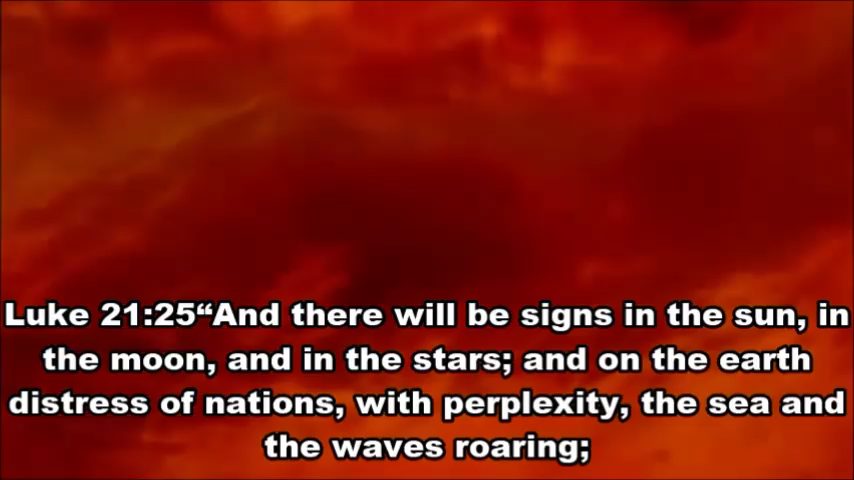 Luke 21:25“And there will be signs in the sun, in
the moon, and in the stars; and on the earth
distress of nations, with perplexity, the sea and
the waves roaring;